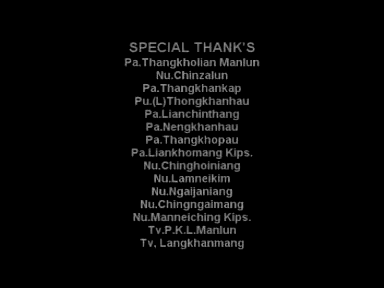 SPECIAL THANK'S
Pa.Thangkholian Manlun
Nu.Chinzalun
Pa.Thangkhankap
Pu.(L)Thongkhanhau
Pa.Lianchinthang
Pa.Nengkhanhau
Pa.Thangkhopau
Pa.Liankhomang Kips.
Nu.Chinghoiniang
Nu.Lamneikim
Nu.Ngaijaniang
Nu.Chingngaimang
Nu.Manneiching Kips.
Tv.P.K.L.Manlun
Tv. Langkhanmang